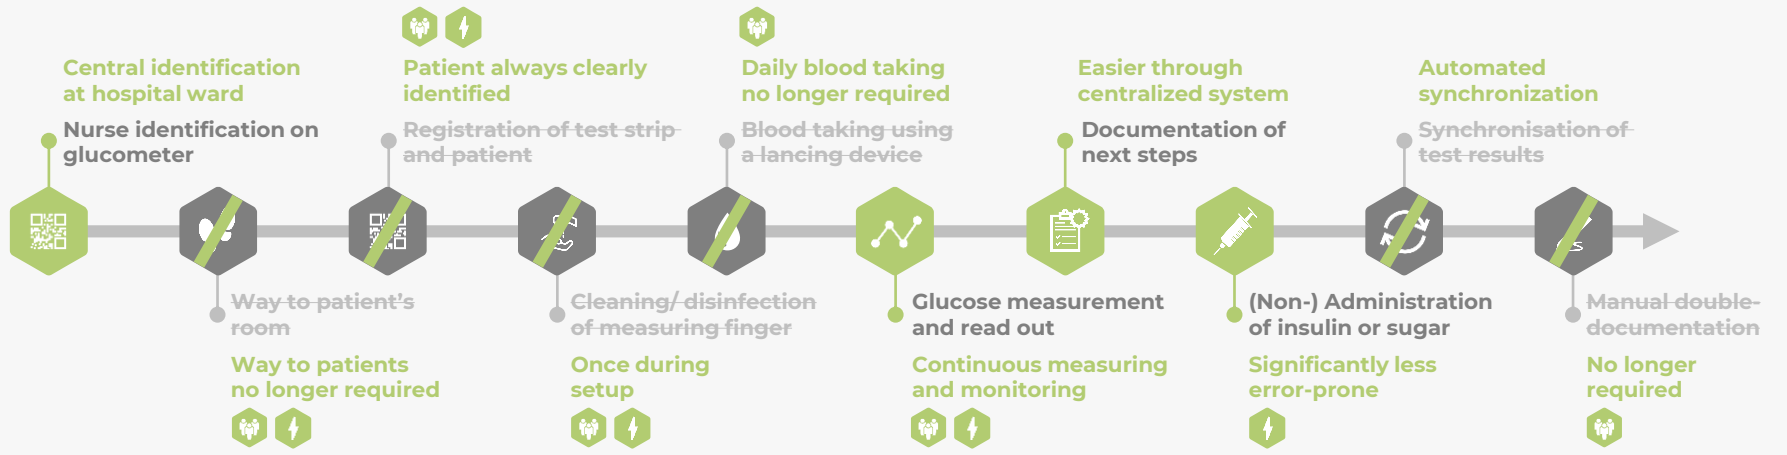 Central identification
at hospital ward
Nurse identification on
glucometer
Way to patient's
room
Way to patients
no longer required
Patient always clearly
identified
Registration of test strip
and patient
Cleaning/ disinfection
of measuring finger
Once during
setup
Daily blood taking
no longer required
Blood taking using
a lancing device
Glucose measurement
and read out
Continuous measuring
and monitoring
Easier through
centralized system
Documentation of
next steps
(Non-) Administration
of insulin or sugar
Significantly less
error-prone
Automated
synchronization
Synchronisation of
test results
Manual double-
documentation
No longer
required